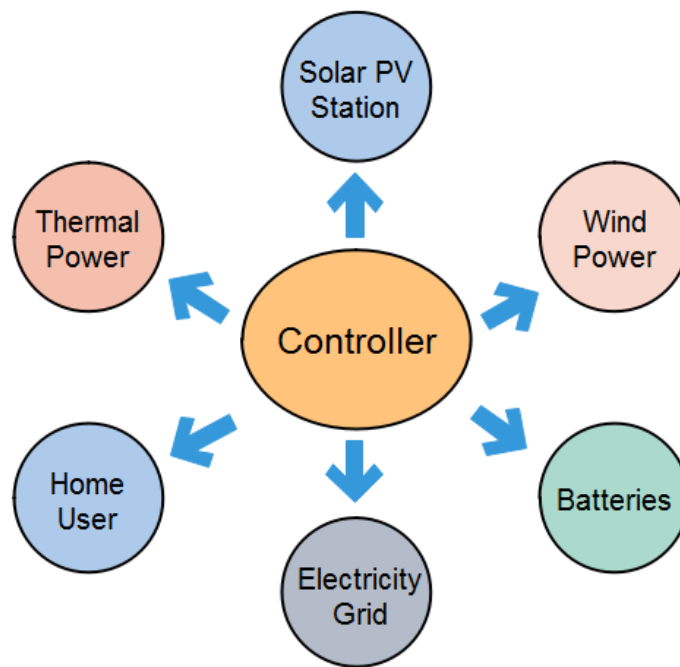 Solar PV
Station
Thermal
Power
Wind
Power
Controller
Home
User
Batteries
Electricity
Grid